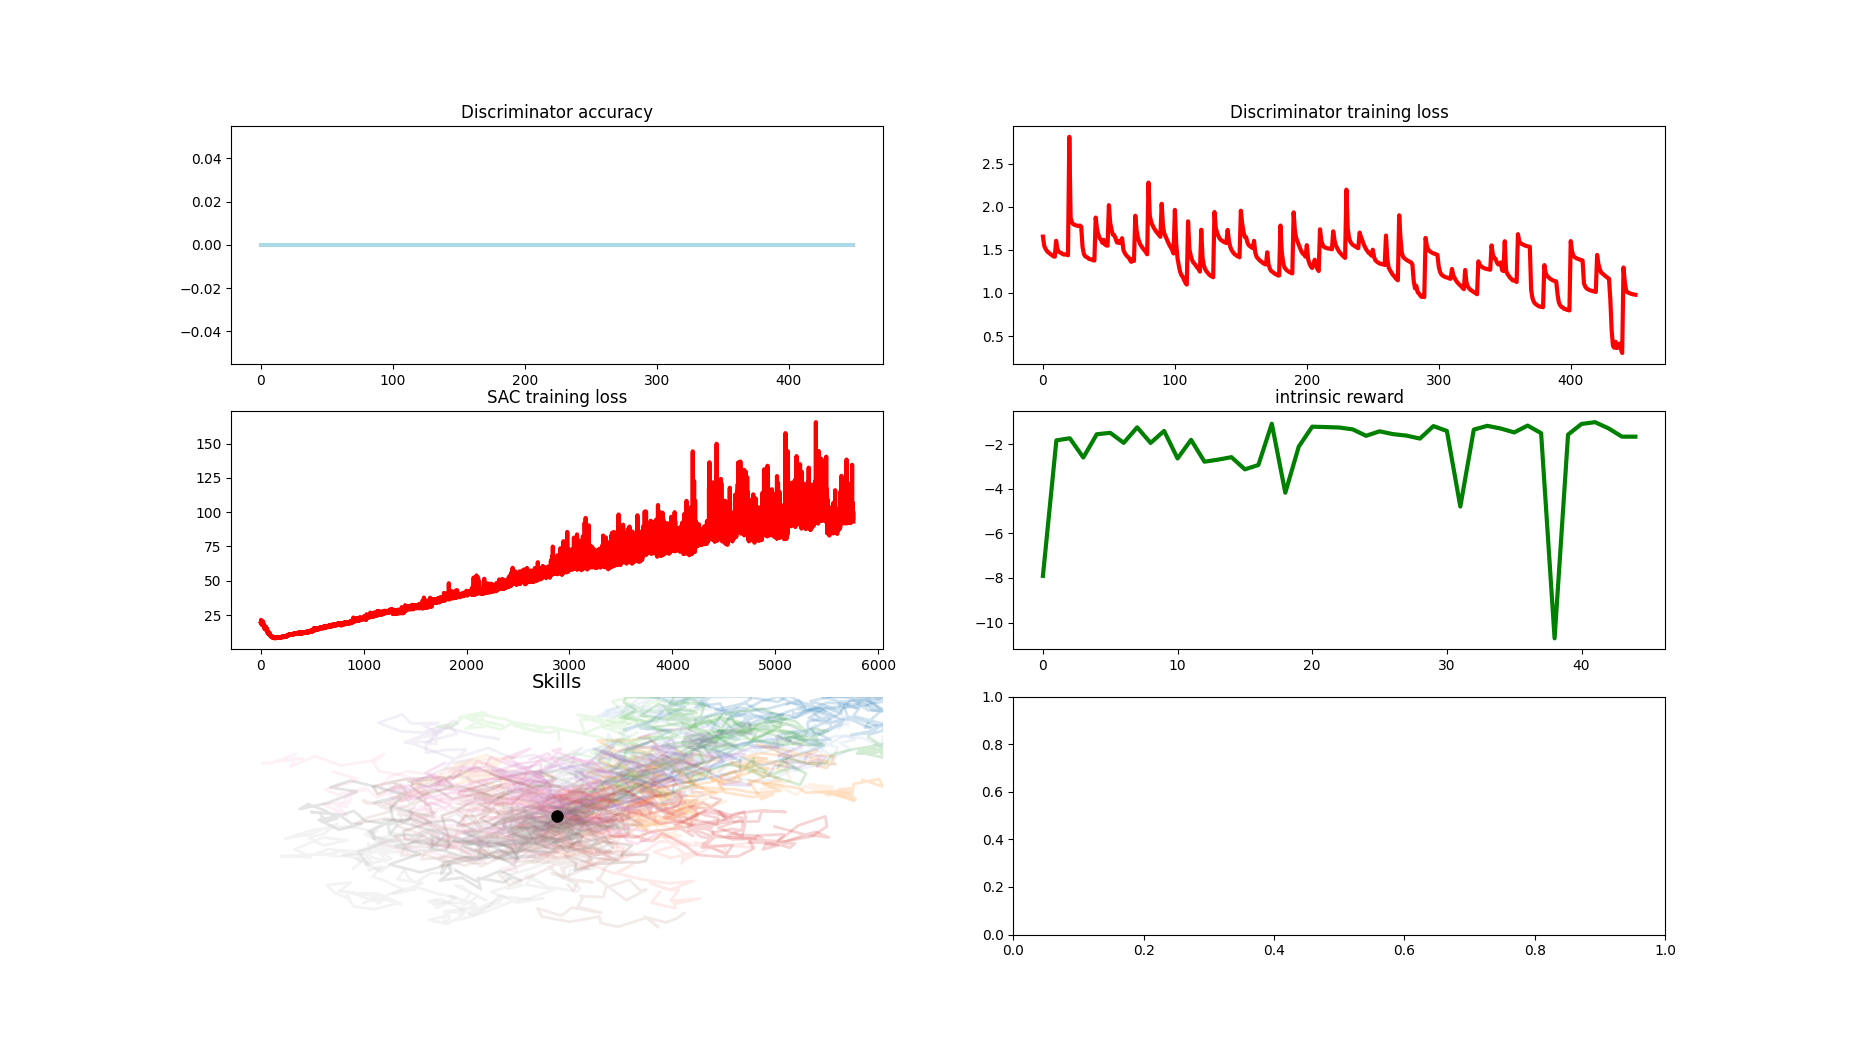 Discriminator accuracy
0.04
0.02
0.00
−0.02
−0.04
0 100 200 300 400
Discriminator training loss
2.5
2.0
1.5
1.0
0.5
0 100 200 300 400
SAC training loss
150
125
100
75
50
25
0 1000 2000 3000 4000 5000 6000
intrinsic reward
−2
−4
−6
−8
−10
0 10 20 30 40
Skills
1.0
0.8
0.6
0.4
0.2
0.0
0.0 0.2 0.4 0.6 0.8 1.0